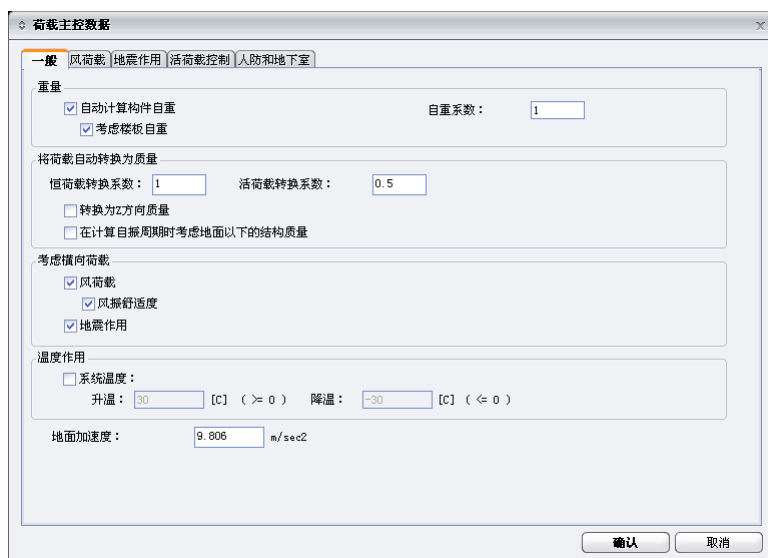 荷载主控数据
一般 风荷载 地震作用 活荷载控制 人防和地下室
重量
自动计算构件自重 自重系数： 1
考虑楼板自重
将荷载自动转换为质量
恒荷载转换系数： 1 活荷载转换系数： 0.5
转换为Z方向质量
在计算自振周期时考虑地面以下的结构质量
考虑横向荷载
风荷载
风振舒适度
地震作用
温度作用
系统温度：
升温： 30 [C] ( >= 0 ) 降温： -30 [C] ( <= 0 )
地面加速度： 9.806 m/sec2
确认 取消